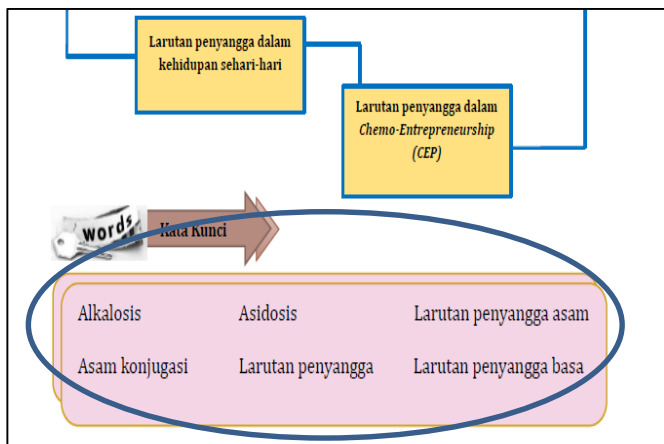 Larutan penyangga dalam
kehidupan sehari-hari
Larutan penyangga dalam
Chemo-Entrepreneurship
(CEP)
words
Kata Kunci
Alkalosis Asidosis Larutan penyangga asam
Asam konjugasi Larutan penyangga Larutan penyangga basa